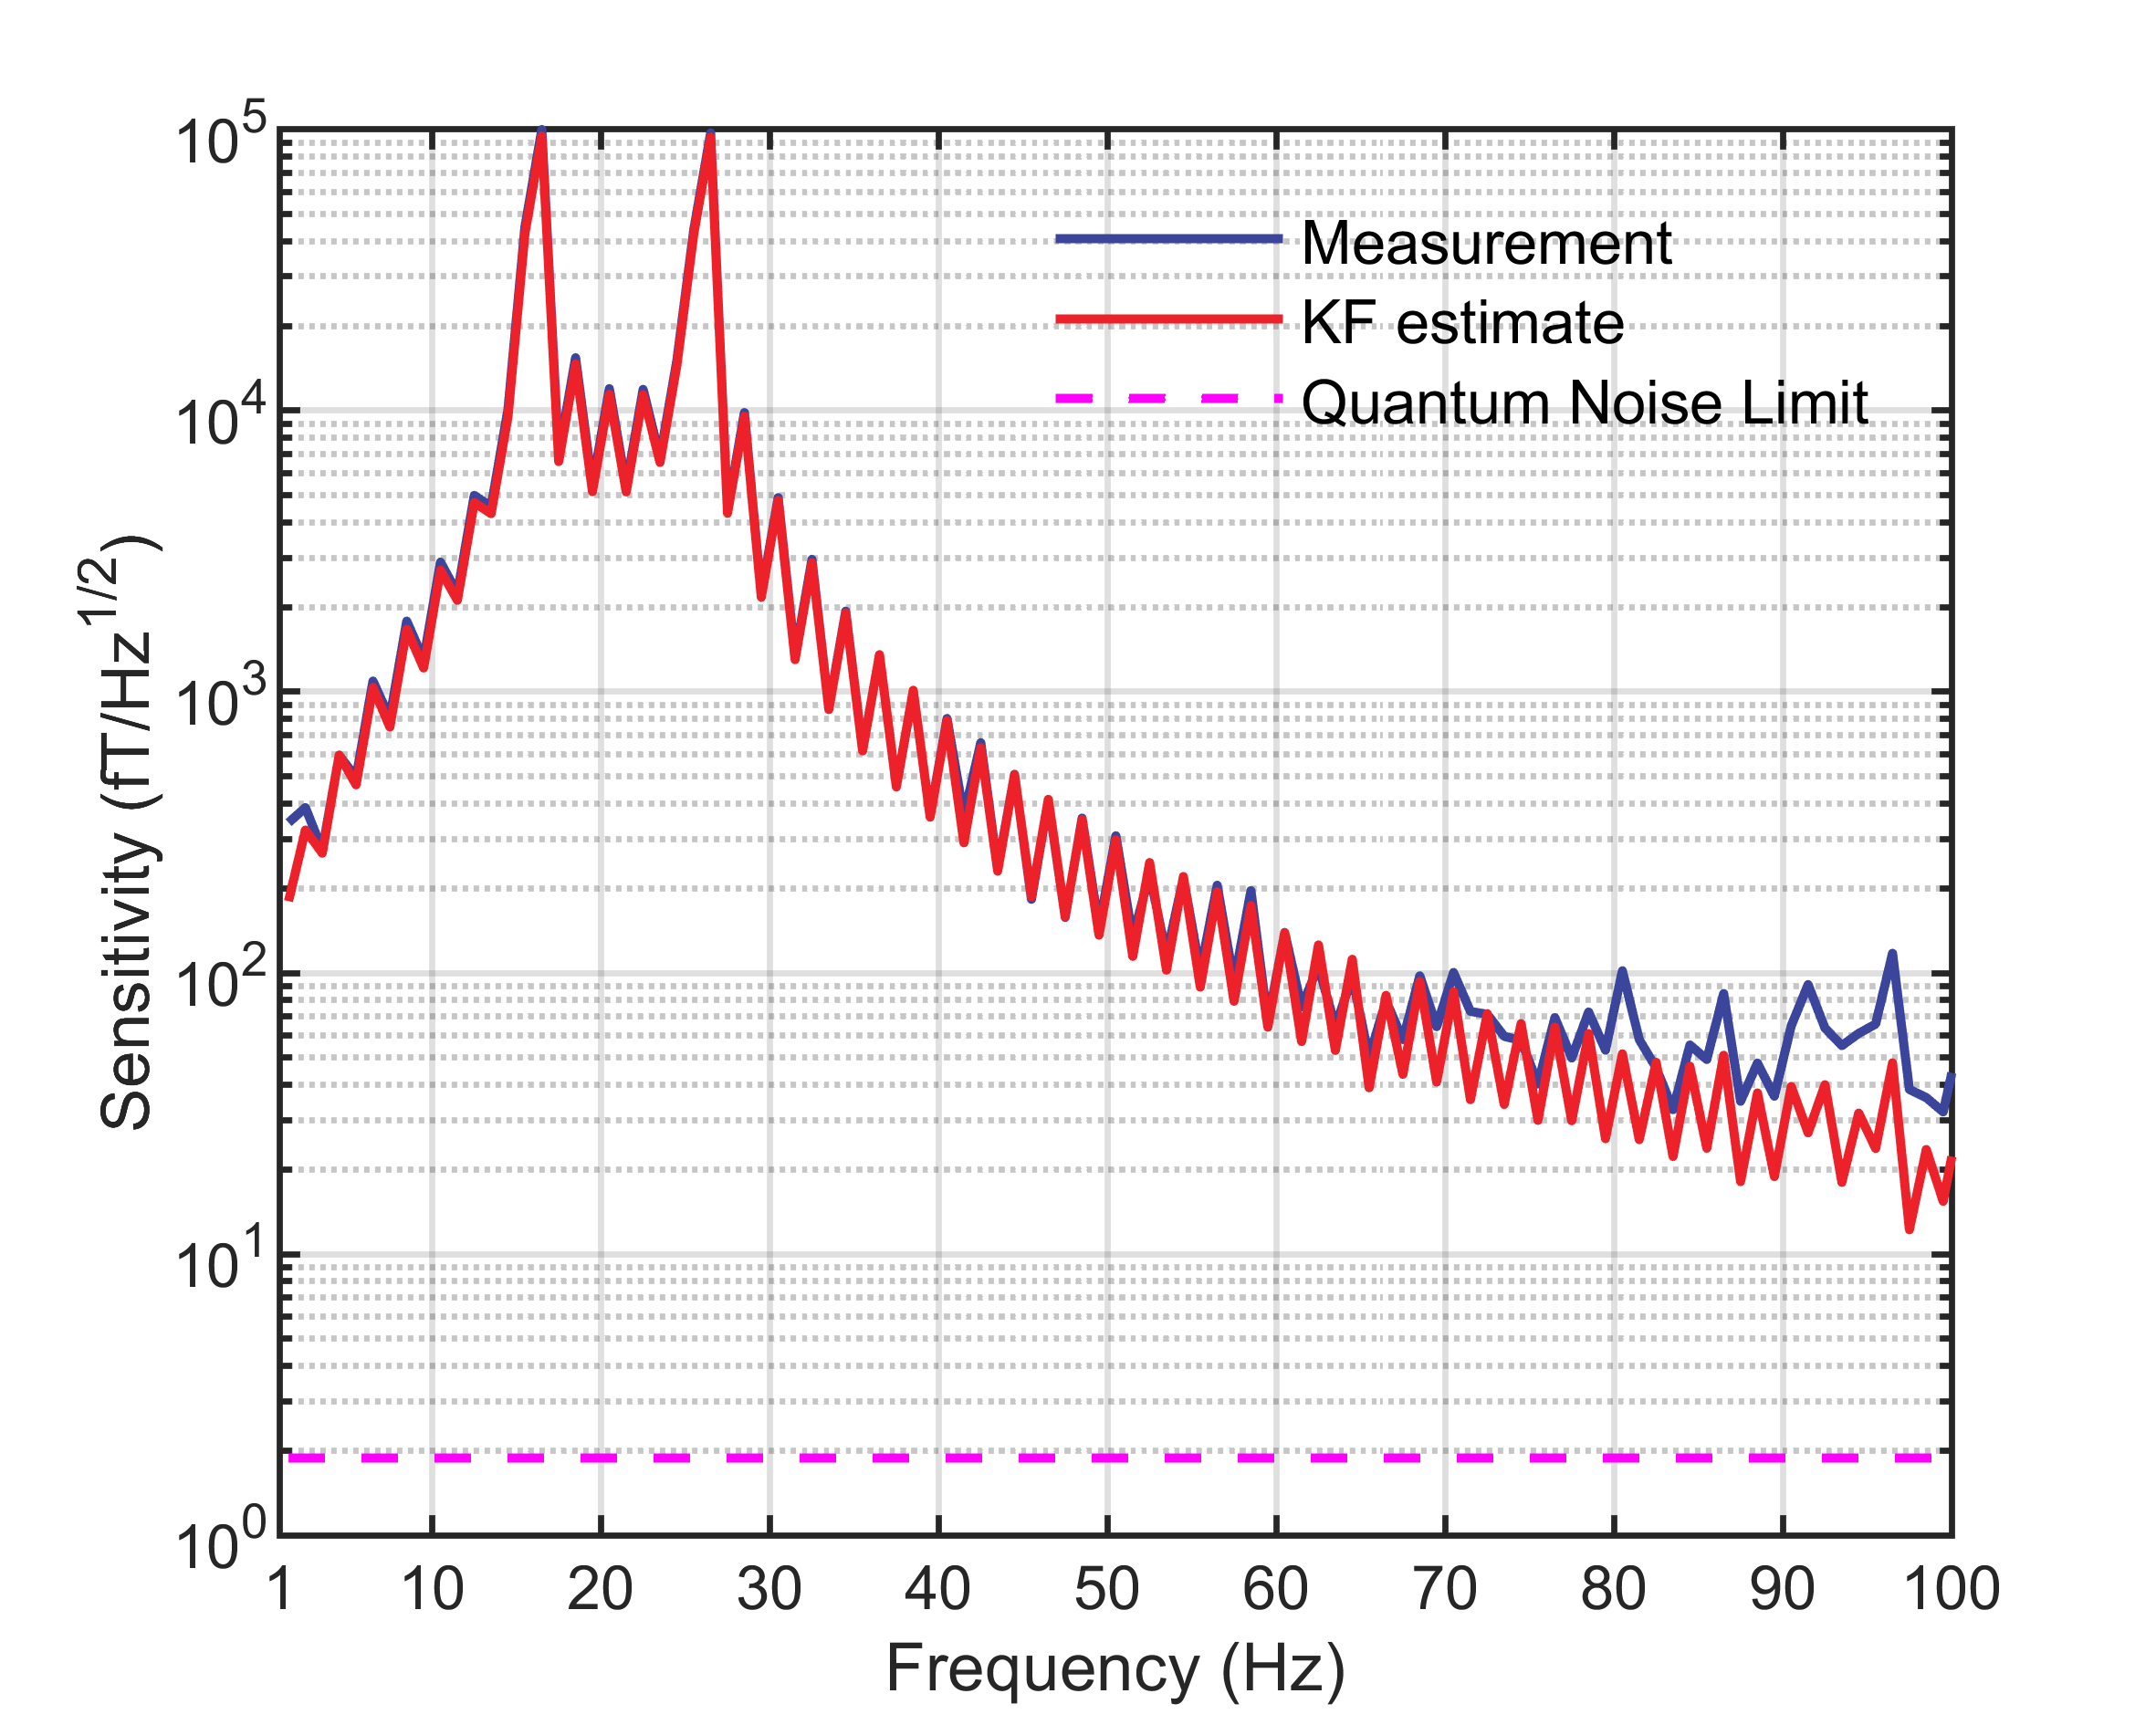 Sensitivity (fT/Hz^1/2)
10^5
10^4
10^3
10^2
10^1
10^0
Measurement
KF estimate
Quantum Noise Limit
1 10 20 30 40 50 60 70 80 90 100
Frequency (Hz)